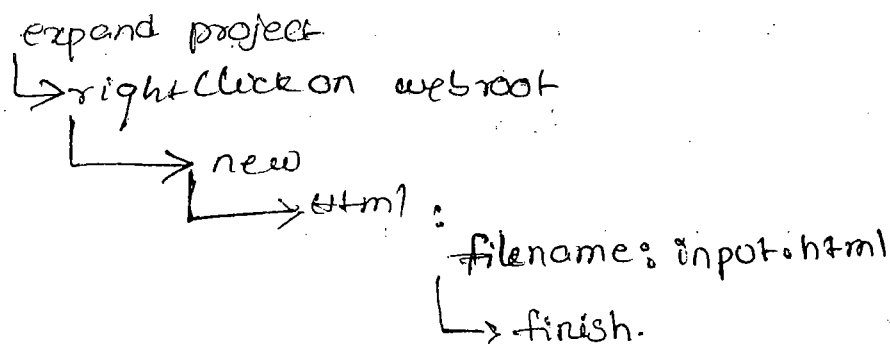 expand project
rightClick on webroot
new
Html :
filename: input.html
finish.